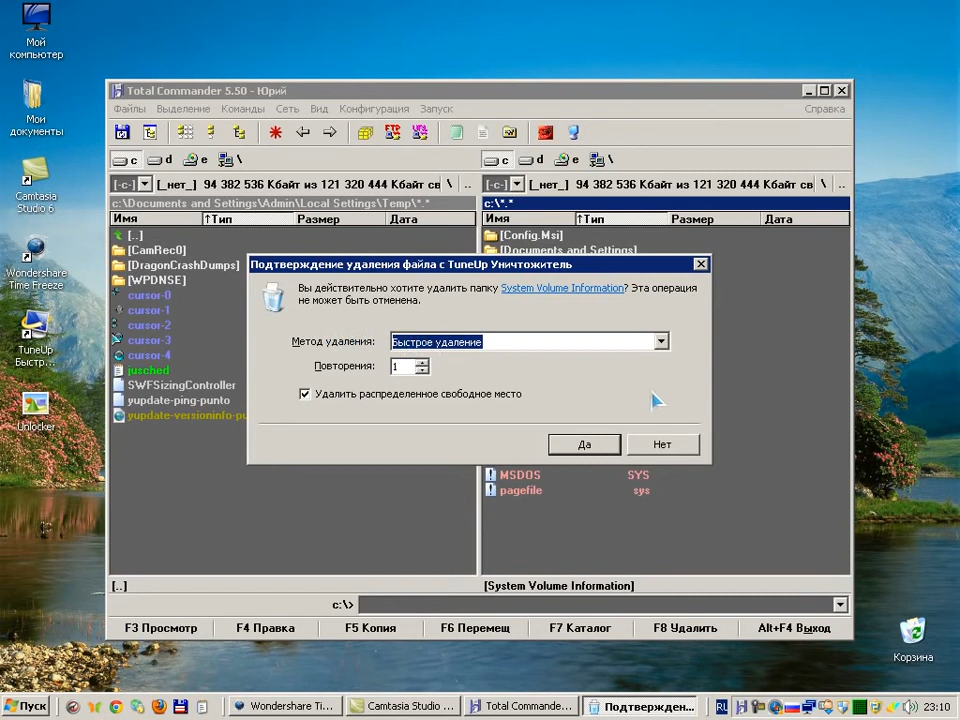 Мой
компьютер
Мои
документы
Camtasia
Studio 6
Wondershare
Time Freeze
TuneUp
Быстр...
Unlocker
Корзина
Total Commander 5.50 - Юрий
Файлы Выделение Команды Сеть Вид Конфигурация Запуск Справка
c d e \ c d e \
[-c-] [_нет_] 94 382 536 Кбайт из 121 320 444 Кбайт св \ .. [-c-] [_нет_] 94 382 536 Кбайт из 121 320 444 Кбайт св \ ..
c:\Documents and Settings\Admin\Local Settings\Temp\*.* c:\*.*
Имя ↑Тип Размер Дата Имя ↑Тип Размер Дата
[..] [Config.Msi]
[CamRec0] [Documents and Settings]
[DragonCrashDumps]
[WPDNSE]
cursor-0
cursor-1
cursor-2
cursor-3
cursor-4
jusched
SWFSizingController
yupdate-ping-punto
yupdate-versioninfo-pu
Подтверждение удаления файла с TuneUp Уничтожитель
Вы действительно хотите удалить папку System Volume Information? Эта операция
не может быть отменена.
Метод удаления: Быстрое удаление
Повторения: 1
Удалить распределенное свободное место
Да Нет
MSDOS SYS
pagefile sys
[..] [System Volume Information]
c:\>
F3 Просмотр F4 Правка F5 Копия F6 Перемещ F7 Каталог F8 Удалить Alt+F4 Выход
Пуск Wondershare Ti... Camtasia Studio ... Total Commande... Подтвержден... RL 23:10